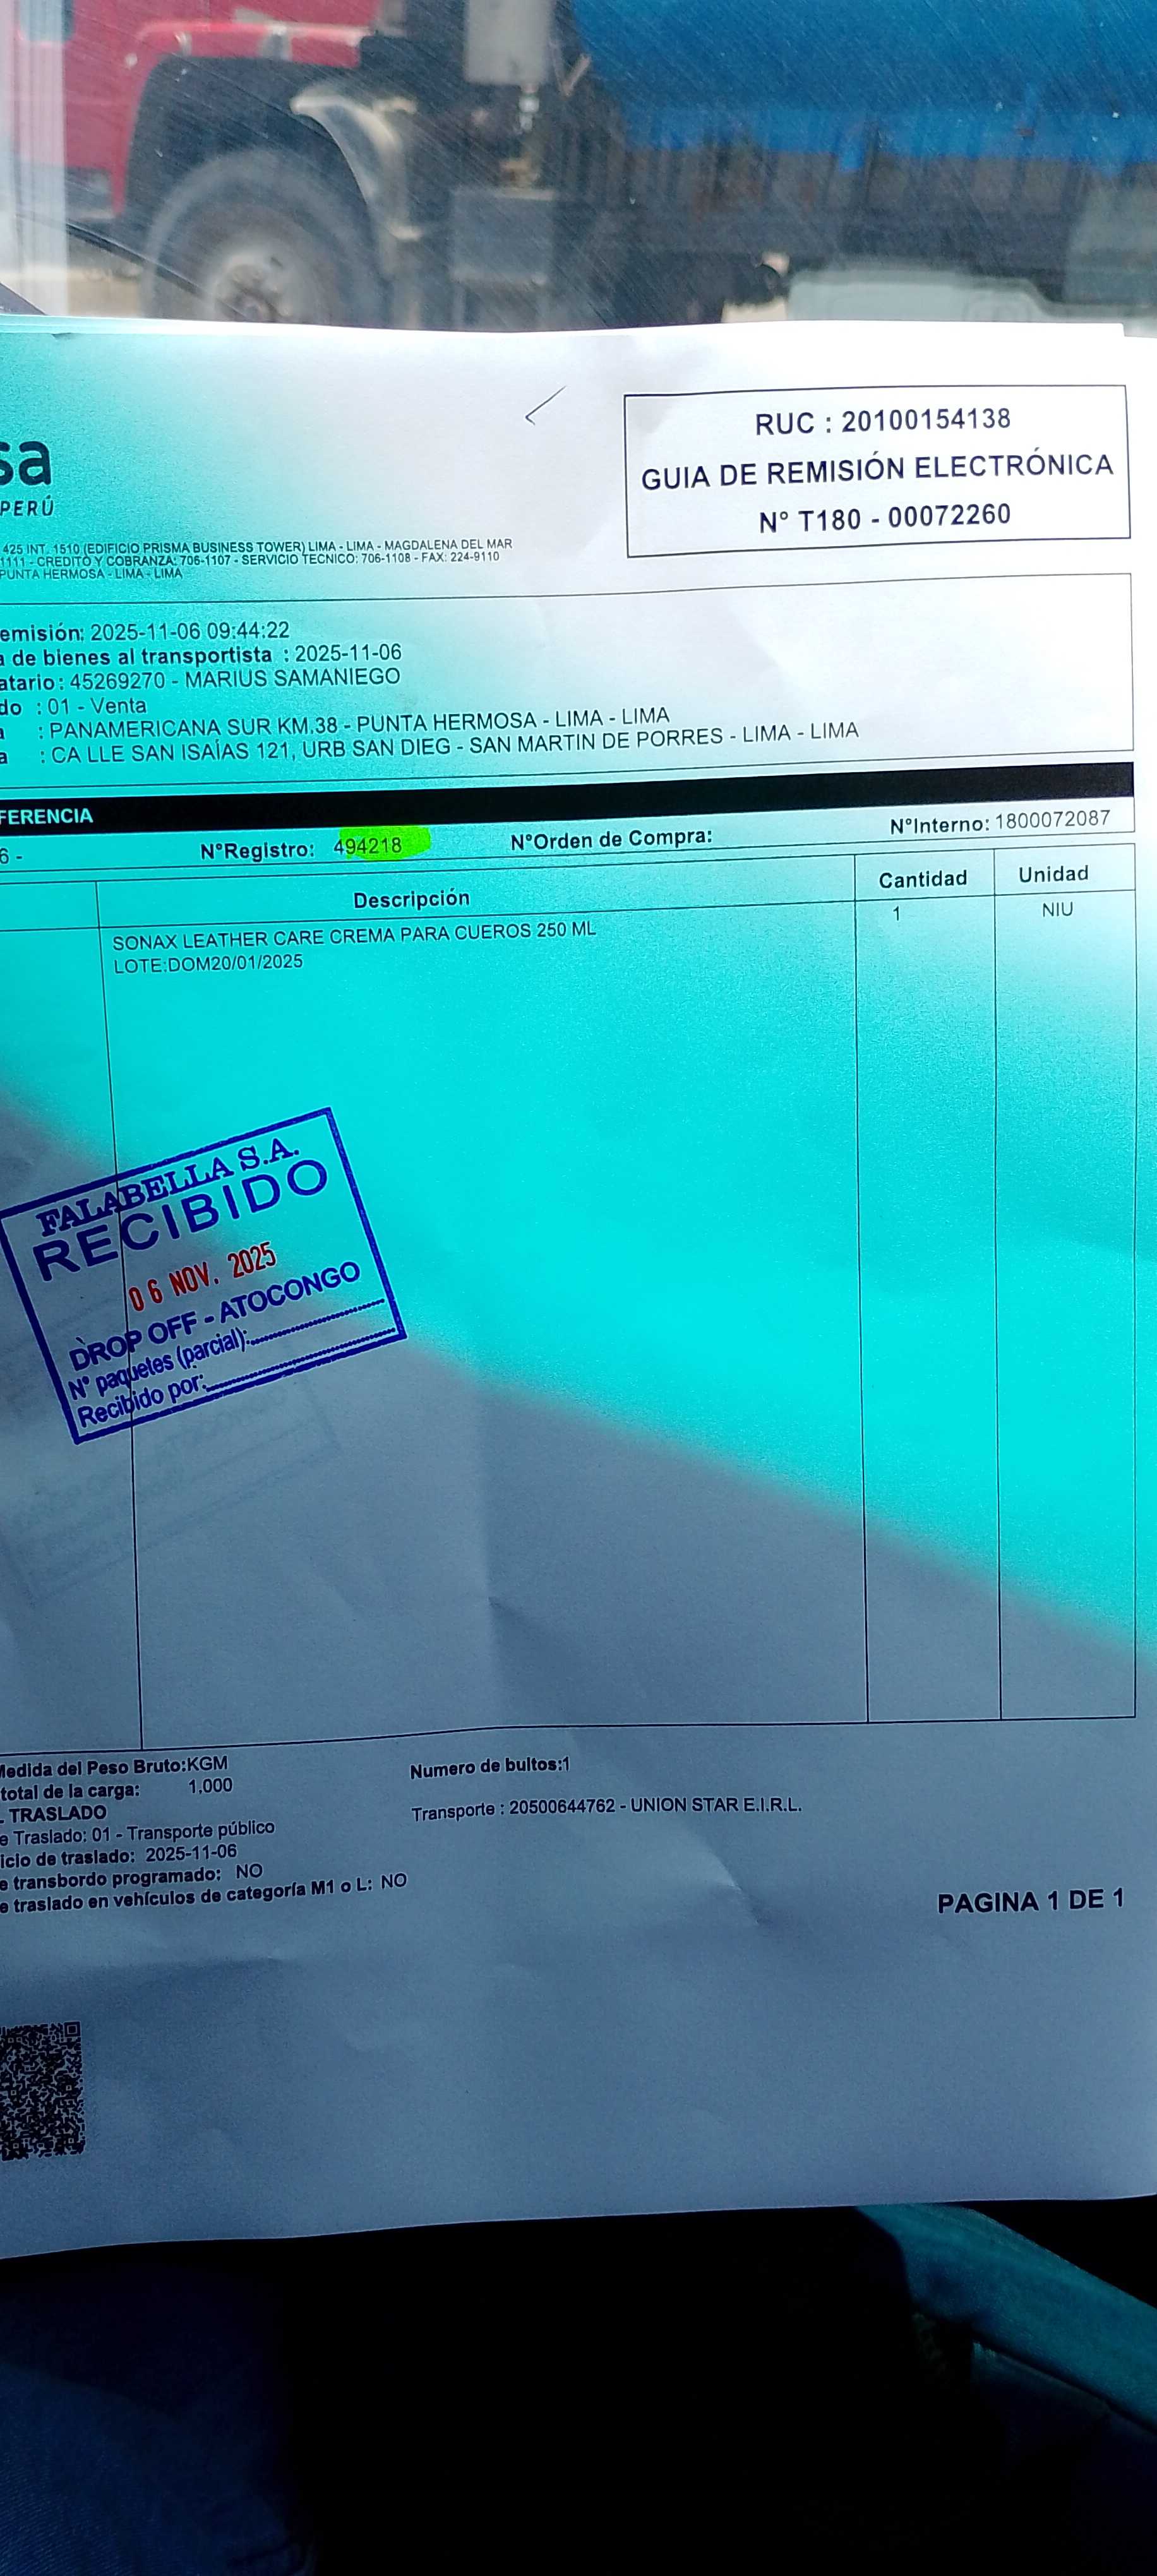 sa
PERÚ
RUC : 20100154138
GUIA DE REMISIÓN ELECTRÓNICA
N° T180 - 00072260
425 INT. 1510 (EDIFICIO PRISMA BUSINESS TOWER) LIMA - LIMA - MAGDALENA DEL MAR
1111 - CREDITO Y COBRANZA: 706-1107 - SERVICIO TECNICO: 706-1108 - FAX: 224-9110
PUNTA HERMOSA - LIMA - LIMA
emisión: 2025-11-06 09:44:22
a de bienes al transportista : 2025-11-06
atario : 45269270 - MARIUS SAMANIEGO
do : 01 - Venta
a : PANAMERICANA SUR KM.38 - PUNTA HERMOSA - LIMA - LIMA
a : CA LLE SAN ISAÍAS 121, URB SAN DIEG - SAN MARTIN DE PORRES - LIMA - LIMA
FERENCIA
6 - N°Registro: 494218 N°Orden de Compra: N°Interno: 1800072087
Descripción Cantidad Unidad
SONAX LEATHER CARE CREMA PARA CUEROS 250 ML 1 NIU
LOTE:DOM20/01/2025
FALABELLA S.A.
RECIBIDO
06 NOV. 2025
DROP OFF - ATOCONGO
N° paquetes (parcial):
Recibido por:
Medida del Peso Bruto:KGM Numero de bultos:1
total de la carga: 1,000
L TRASLADO Transporte : 20500644762 - UNION STAR E.I.R.L.
e Traslado: 01 - Transporte público
icio de traslado: 2025-11-06
e transbordo programado: NO
e traslado en vehículos de categoría M1 o L: NO
PAGINA 1 DE 1